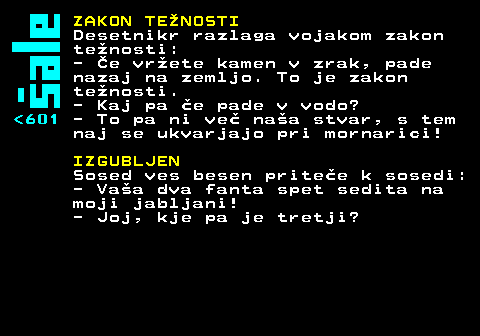 Šale
ZAKON TEŽNOSTI
Desetnikr razlaga vojakom zakon
težnosti:
- Če vržete kamen v zrak, pade
nazaj na zemljo. To je zakon
težnosti.
- Kaj pa če pade v vodo?
<601 - To pa ni več naša stvar, s tem
naj se ukvarjajo pri mornarici!
IZGUBLJEN
Sosed ves besen priteče k sosedi:
- Vaša dva fanta spet sedita na
moji jabljani!
- Joj, kje pa je tretji?